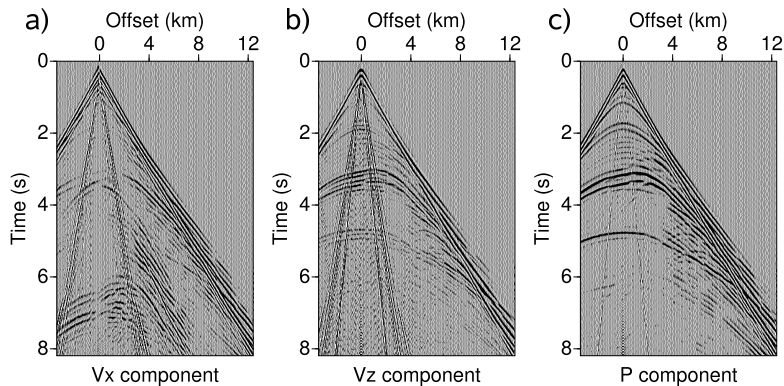 a) Offset (km)
0 4 8 12
0
2
4
6
8
Time (s)
Vx component
b) Offset (km)
0 4 8 12
0
2
4
6
8
Time (s)
Vz component
c) Offset (km)
0 4 8 12
0
2
4
6
8
Time (s)
P component